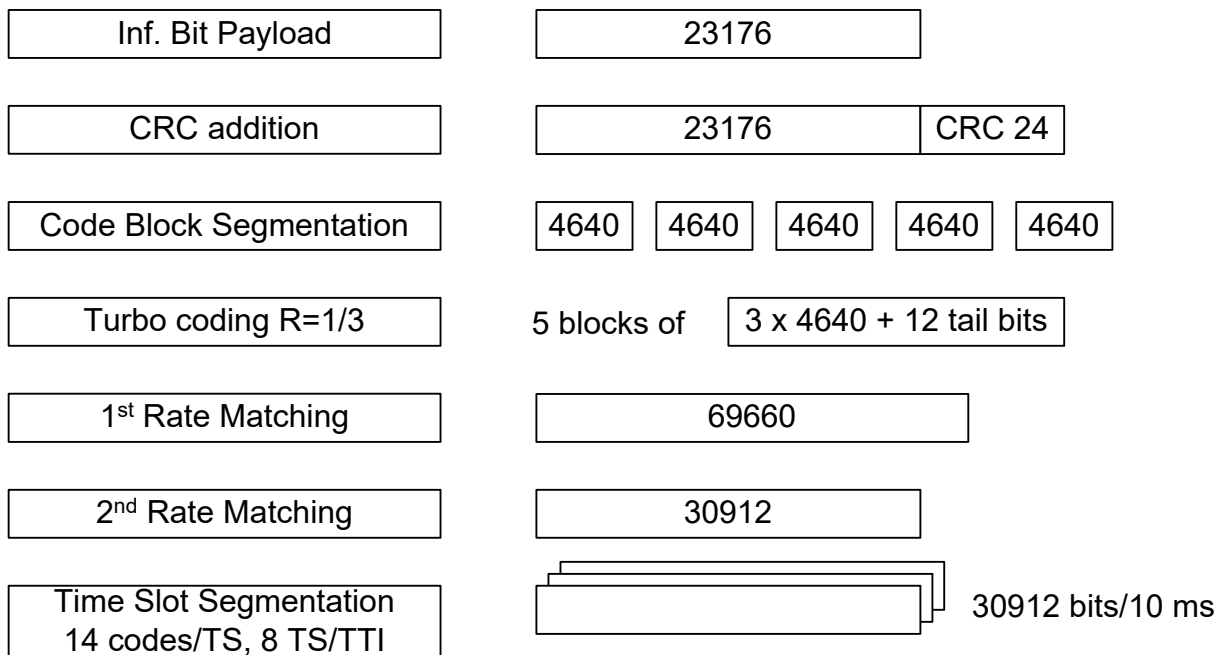 Inf. Bit Payload 23176
CRC addition 23176 CRC 24
Code Block Segmentation 4640 4640 4640 4640 4640
Turbo coding R=1/3 5 blocks of 3 x 4640 + 12 tail bits
1st Rate Matching 69660
2nd Rate Matching 30912
Time Slot Segmentation
14 codes/TS, 8 TS/TTI
30912 bits/10 ms